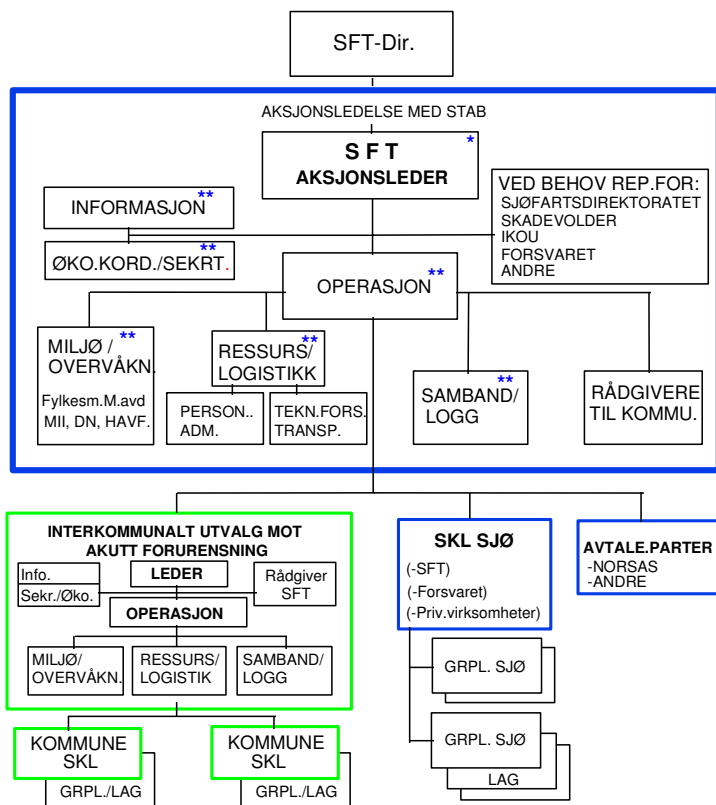 SFT-Dir.
AKSJONSLEDELSE MED STAB
*
S F T
AKSJONSLEDER
**
INFORMASJON
**
ØKO.KORD./SEKRT.
VED BEHOV REP.FOR:
SJØFARTSDIREKTORATET
SKADEVOLDER
IKOU
FORSVARET
ANDRE
**
OPERASJON
**
MILJØ /
OVERVÅKN.
Fylkesm.M.avd
MII, DN, HAVF.
**
RESSURS/
LOGISTIKK
PERSON..
ADM.
TEKN.FORS.
TRANSP.
**
SAMBAND/
LOGG
RÅDGIVERE
TIL KOMMU.
INTERKOMMUNALT UTVALG MOT
AKUTT FORURENSNING
Info.
Sekr./Øko.
LEDER
Rådgiver
SFT
OPERASJON
MILJØ/
OVERVÅKN.
RESSURS/
LOGISTIK
SAMBAND/
LOGG
KOMMUNE
SKL
GRPL./LAG
KOMMUNE
SKL
GRPL./LAG
SKL SJØ
(-SFT)
(-Forsvaret)
(-Priv.virksomheter)
GRPL. SJØ
GRPL. SJØ
LAG
AVTALE.PARTER
-NORSAS
-ANDRE